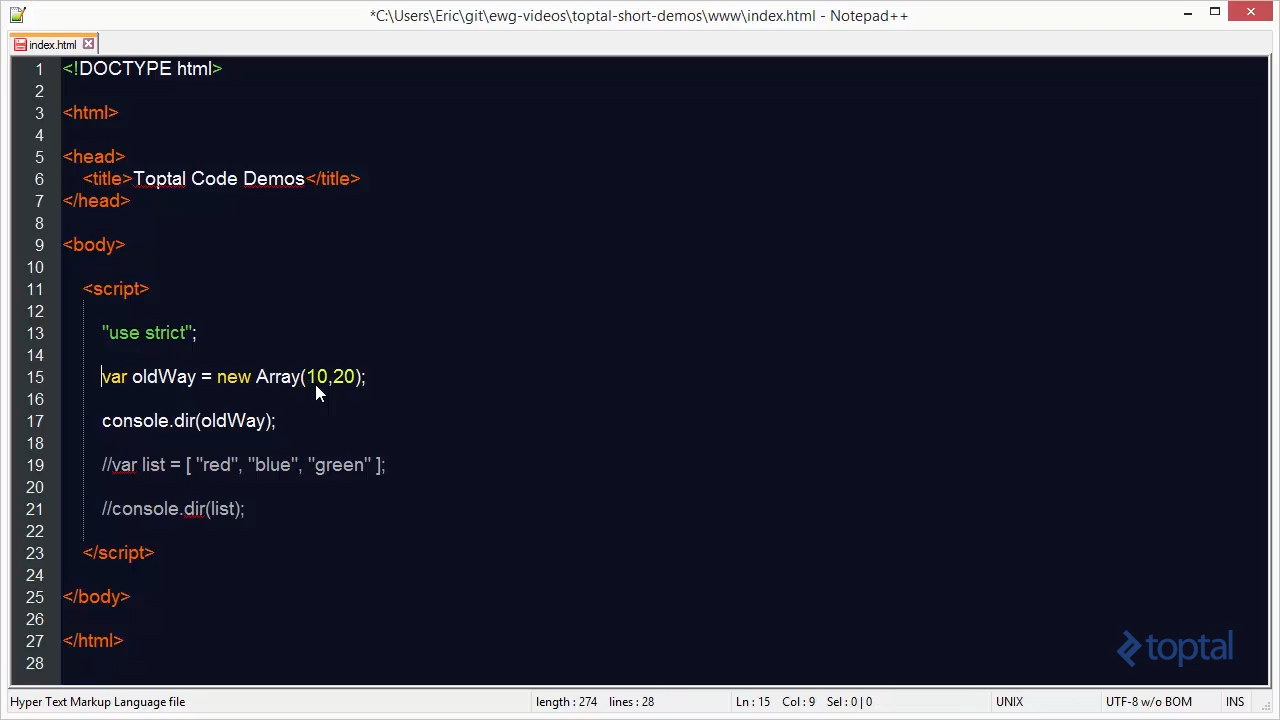 *C:\Users\Eric\git\ewg-videos\toptal-short-demos\www\index.html - Notepad++
index.html
1 <!DOCTYPE html>
2
3 <html>
4
5 <head>
6 <title>Toptal Code Demos</title>
7 </head>
8
9 <body>
10
11 <script>
12
13 "use strict";
14
15 var oldWay = new Array(10,20);
16
17 console.dir(oldWay);
18
19 //var list = [ "red", "blue", "green" ];
20
21 //console.dir(list);
22
23 </script>
24
25 </body>
26
27 </html>
28
toptal
Hyper Text Markup Language file length : 274 lines : 28 Ln : 15 Col : 9 Sel : 0 | 0 UNIX UTF-8 w/o BOM INS